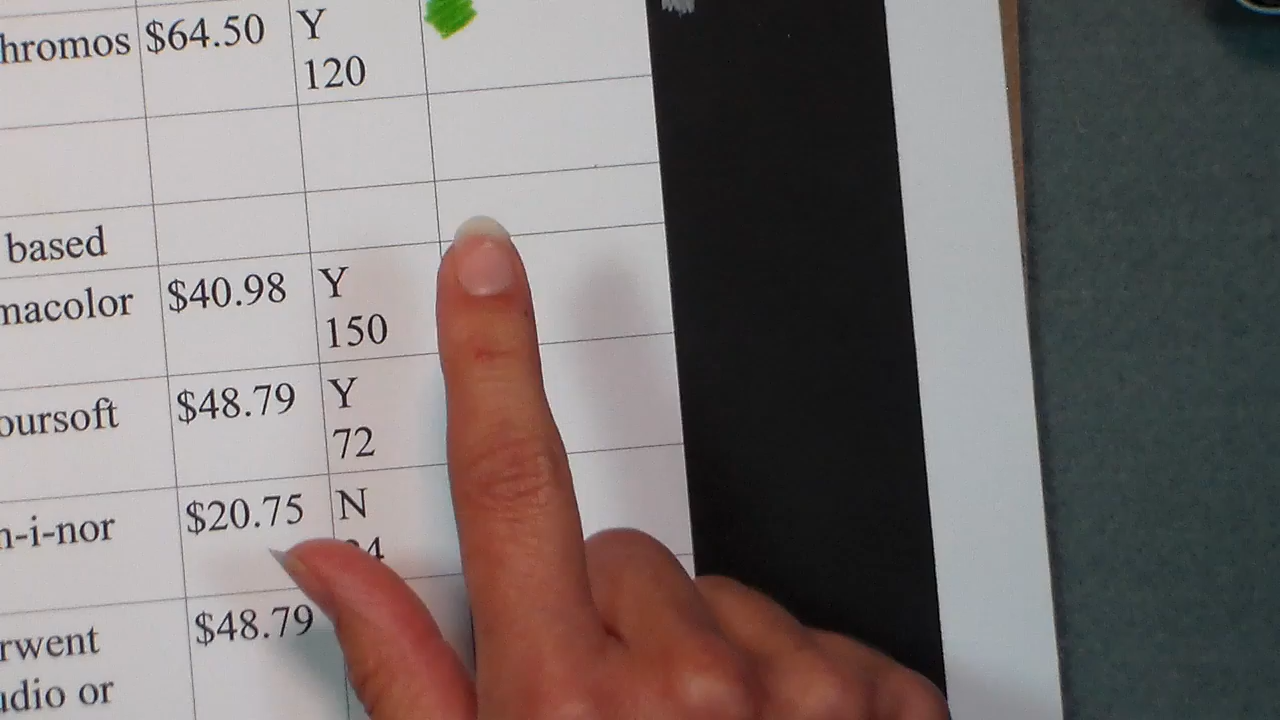 hromos $64.50 Y
120
based
macolor $40.98 Y
150
oursoft $48.79 Y
72
n-i-nor $20.75 N
4
rwent $48.79
udio or